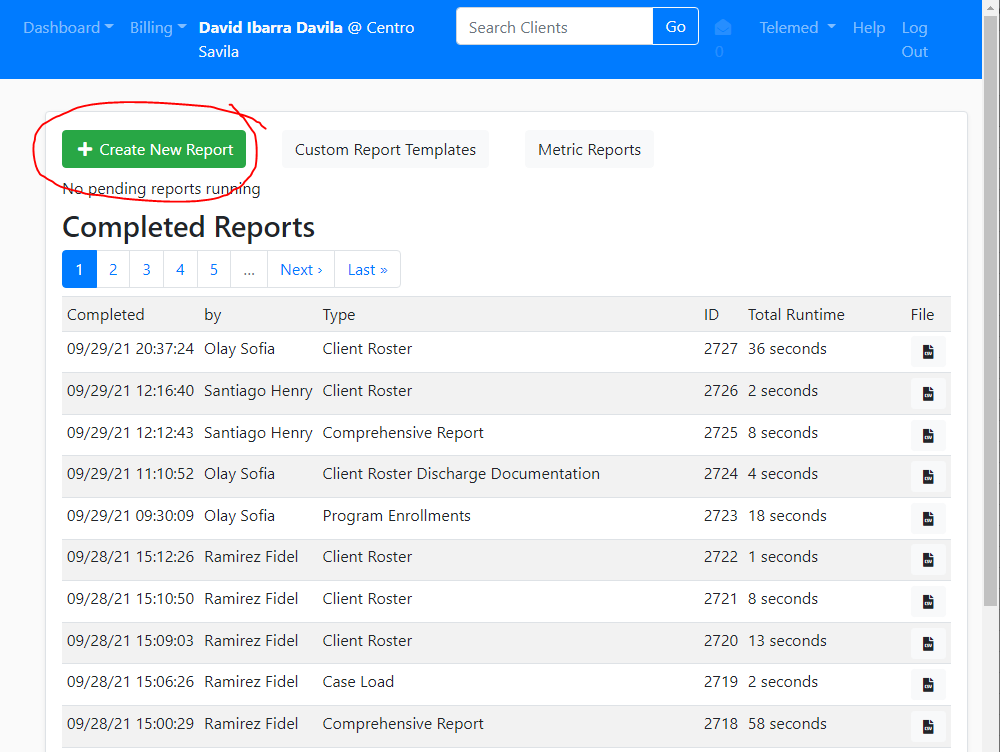 Dashboard Billing David Ibarra Davila @ Centro Savila Search Clients Go 0 Telemed Help Log Out
Create New Report Custom Report Templates Metric Reports
No pending reports running
Completed Reports
1 2 3 4 5 ... Next › Last »
Completed by Type ID Total Runtime File
09/29/21 20:37:24 Olay Sofia Client Roster 2727 36 seconds CSV
09/29/21 12:16:40 Santiago Henry Client Roster 2726 2 seconds CSV
09/29/21 12:12:43 Santiago Henry Comprehensive Report 2725 8 seconds CSV
09/29/21 11:10:52 Olay Sofia Client Roster Discharge Documentation 2724 4 seconds CSV
09/29/21 09:30:09 Olay Sofia Program Enrollments 2723 18 seconds CSV
09/28/21 15:12:26 Ramirez Fidel Client Roster 2722 1 seconds CSV
09/28/21 15:10:50 Ramirez Fidel Client Roster 2721 8 seconds CSV
09/28/21 15:09:03 Ramirez Fidel Client Roster 2720 13 seconds CSV
09/28/21 15:06:26 Ramirez Fidel Case Load 2719 2 seconds CSV
09/28/21 15:00:29 Ramirez Fidel Comprehensive Report 2718 58 seconds CSV